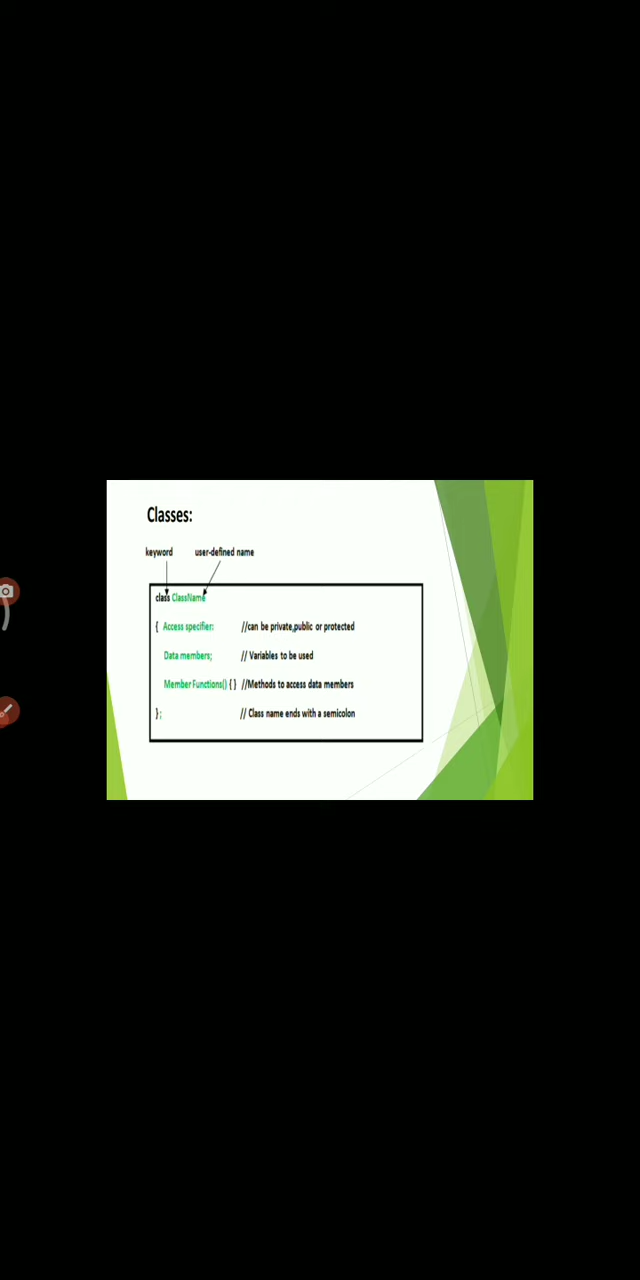 Classes:
keyword user-defined name
class ClassName
{ Access specifier: //can be private,public or protected
Data members; // Variables to be used
Member Functions() { } //Methods to access data members
} ; // Class name ends with a semicolon